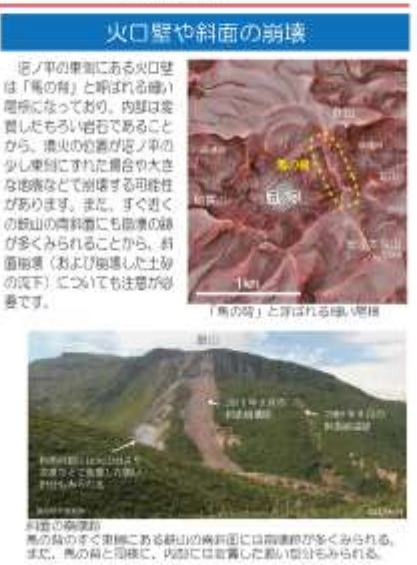 火口壁や斜面の崩壊
沼ノ平の東側にある火口壁
は「馬の背」と呼ばれる細い
尾根になっており、内部は変
質したもろい岩石であること
から、噴火の位置が沼ノ平の
少し東側にずれた場合や大き
な地震などで崩壊する可能性
があります。また、すぐ近く
の鉄山の南斜面にも崩壊の跡
が多くみられることから、斜
面崩壊（および崩壊した土砂
の流下）についても注意が必
要です。
鉄山
馬の背
沼ノ平
1km
「馬の背」と呼ばれる細い尾根
鉄山
斜面の崩壊跡
馬の背のすぐ東側にある鉄山の南斜面には崩壊跡が多くみられる。
また、馬の背と同様に、内部には変質した脆い部分もみられる。